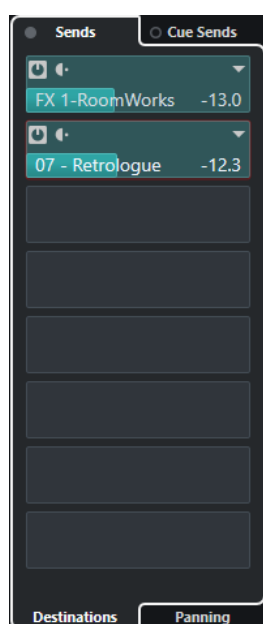 Sends Cue Sends
FX 1-RoomWorks -13.0
07 - Retrologue -12.3
Destinations Panning